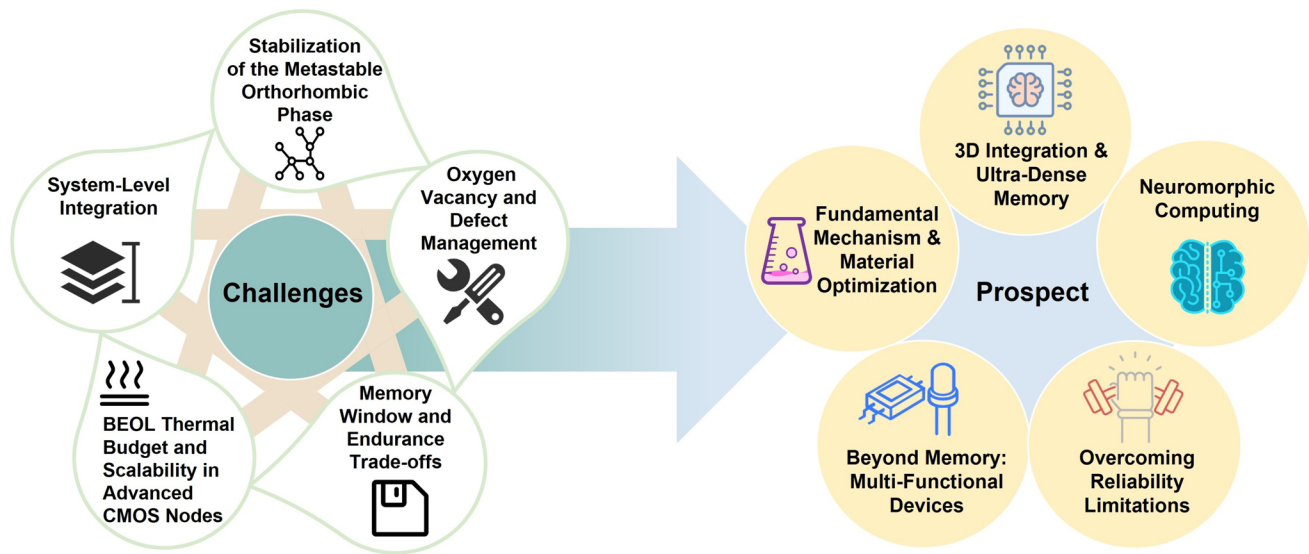 Stabilization
of the Metastable
Orthorhombic
Phase
Oxygen
Vacancy and
Defect
Management
Memory
Window and
Endurance
Trade-offs
BEOL Thermal
Budget and
Scalability in
Advanced
CMOS Nodes
System-Level
Integration
Challenges
3D Integration &
Ultra-Dense
Memory
Neuromorphic
Computing
Overcoming
Reliability
Limitations
Beyond Memory:
Multi-Functional
Devices
Fundamental
Mechanism &
Material
Optimization
Prospect